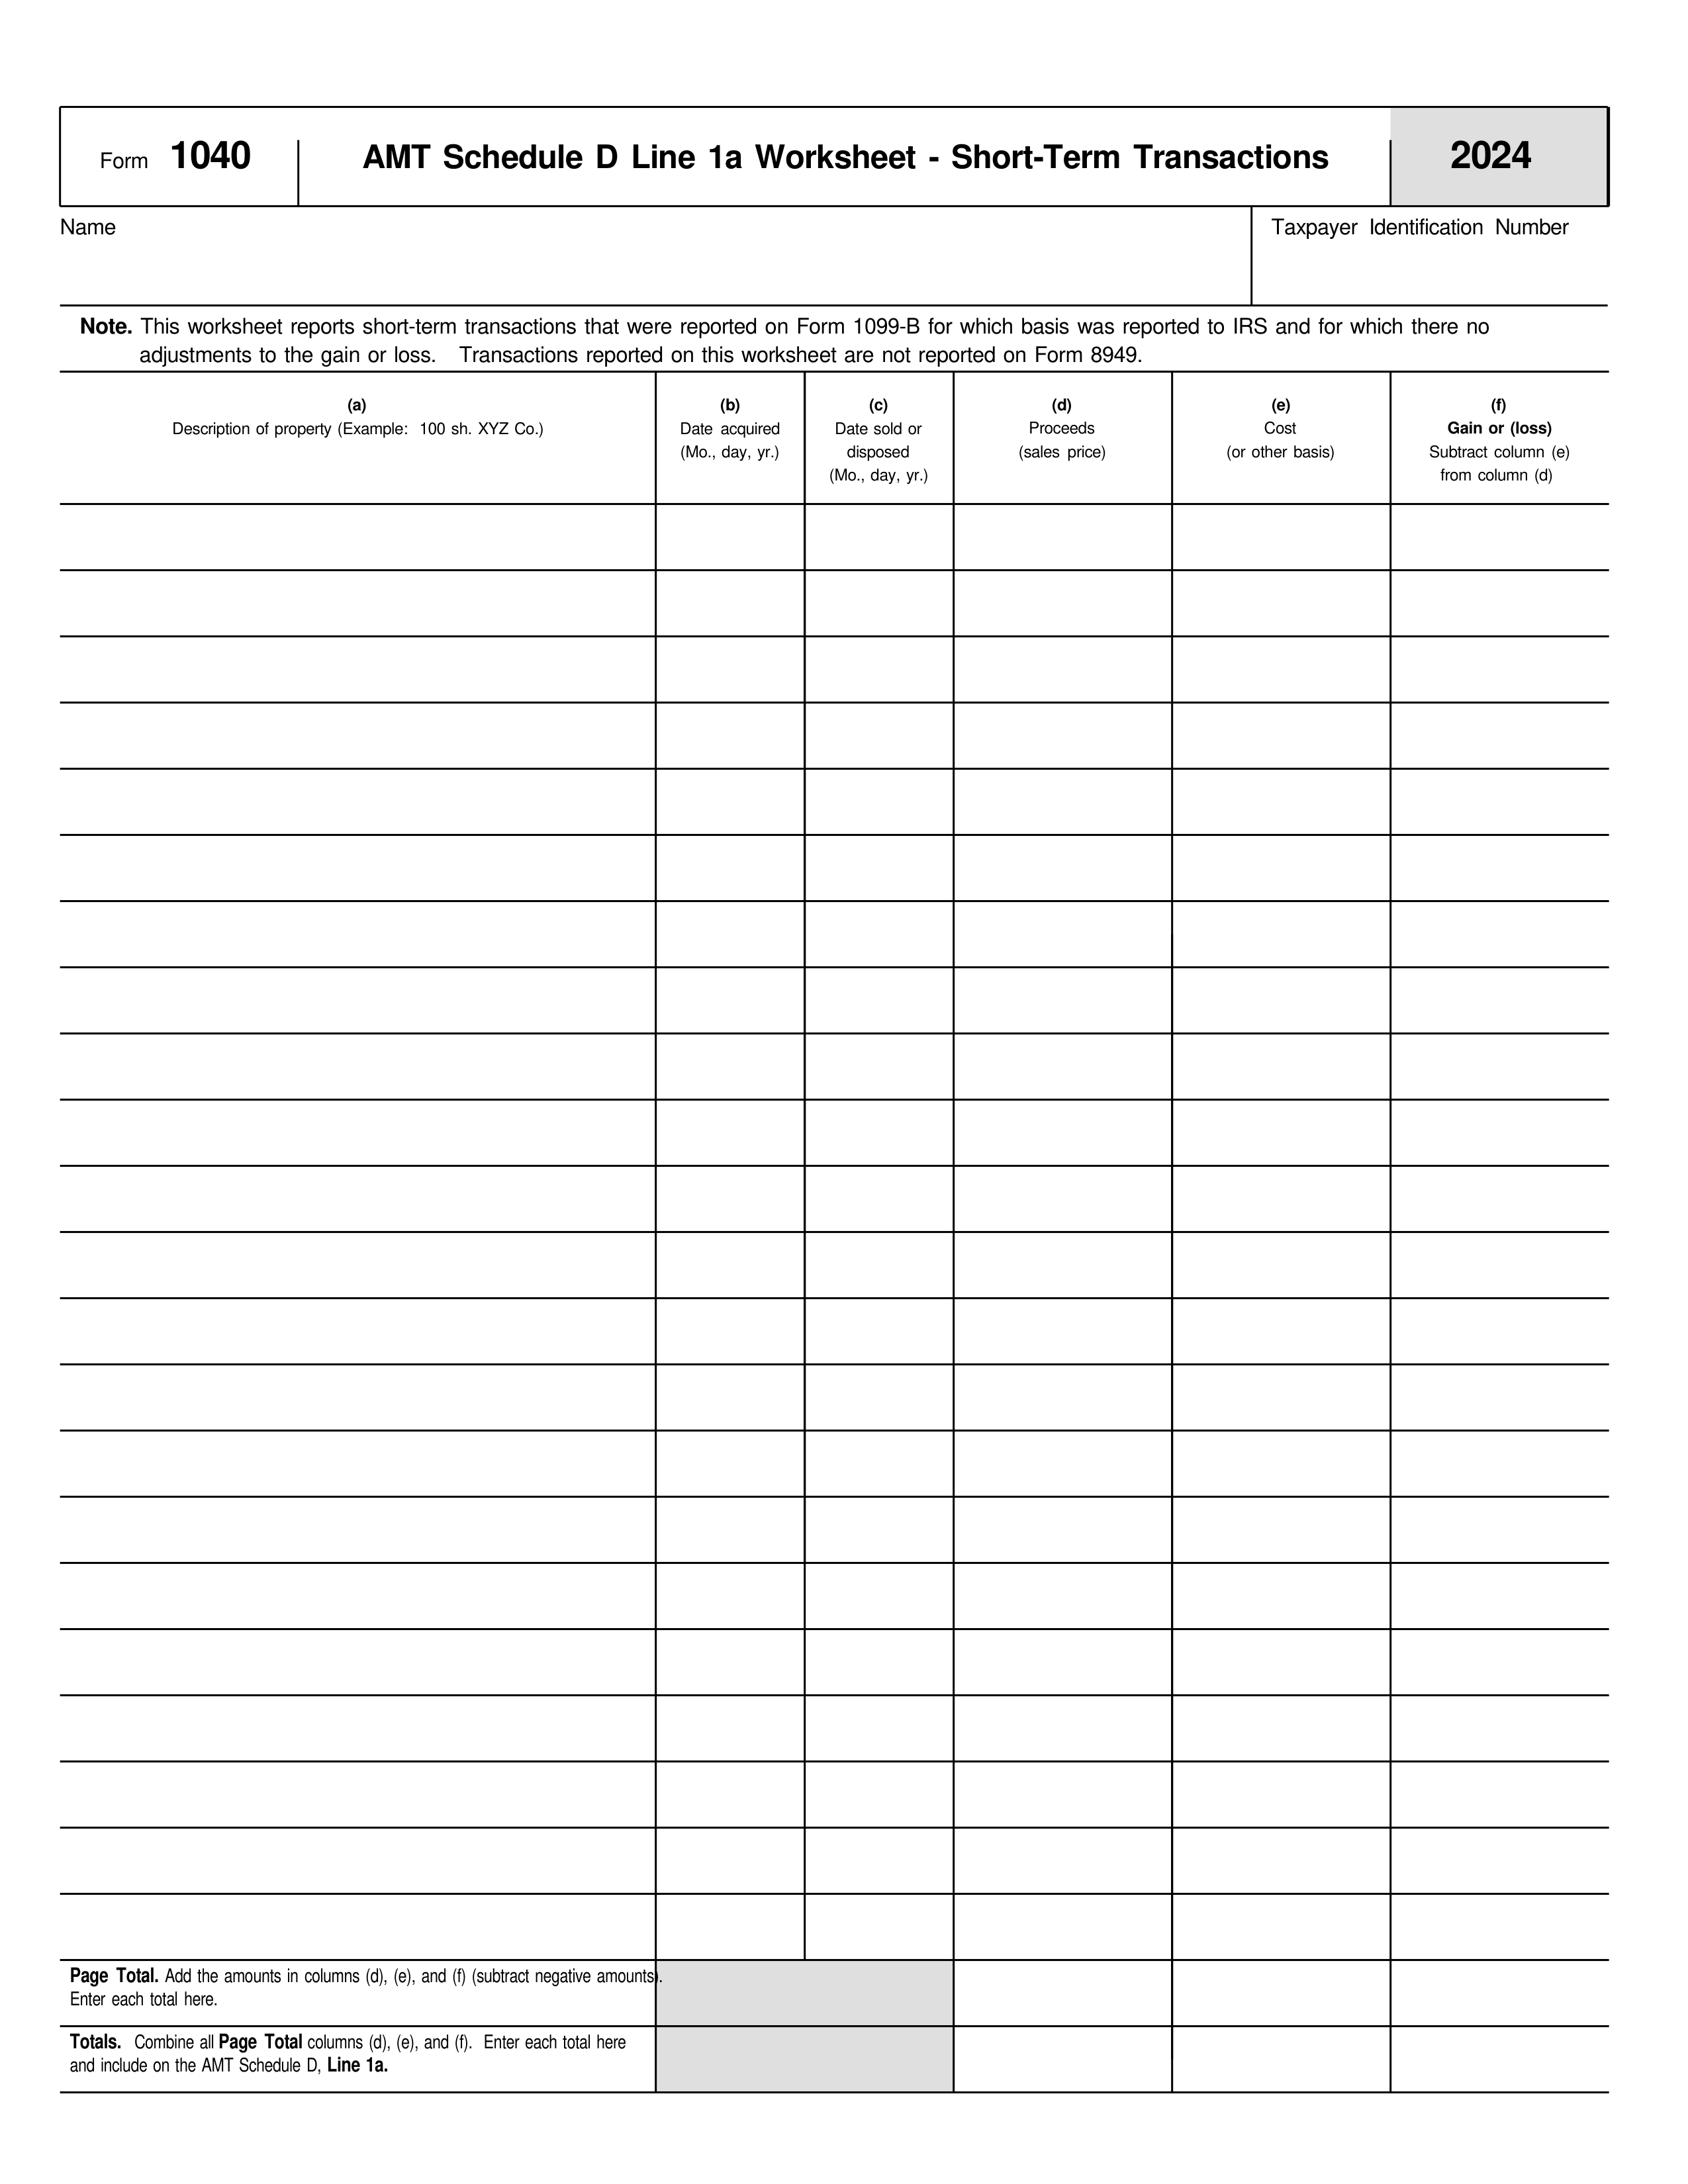 Form 1040 AMT Schedule D Line 1a Worksheet - Short-Term Transactions 2024
Name Taxpayer Identification Number
Note. This worksheet reports short-term transactions that were reported on Form 1099-B for which basis was reported to IRS and for which there no
adjustments to the gain or loss. Transactions reported on this worksheet are not reported on Form 8949.
(a)
Description of property (Example: 100 sh. XYZ Co.)
(b)
Date acquired
(Mo., day, yr.)
(c)
Date sold or
disposed
(Mo., day, yr.)
(d)
Proceeds
(sales price)
(e)
Cost
(or other basis)
(f)
Gain or (loss)
Subtract column (e)
from column (d)
Page Total. Add the amounts in columns (d), (e), and (f) (subtract negative amounts).
Enter each total here.
Totals. Combine all Page Total columns (d), (e), and (f). Enter each total here
and include on the AMT Schedule D, Line 1a.